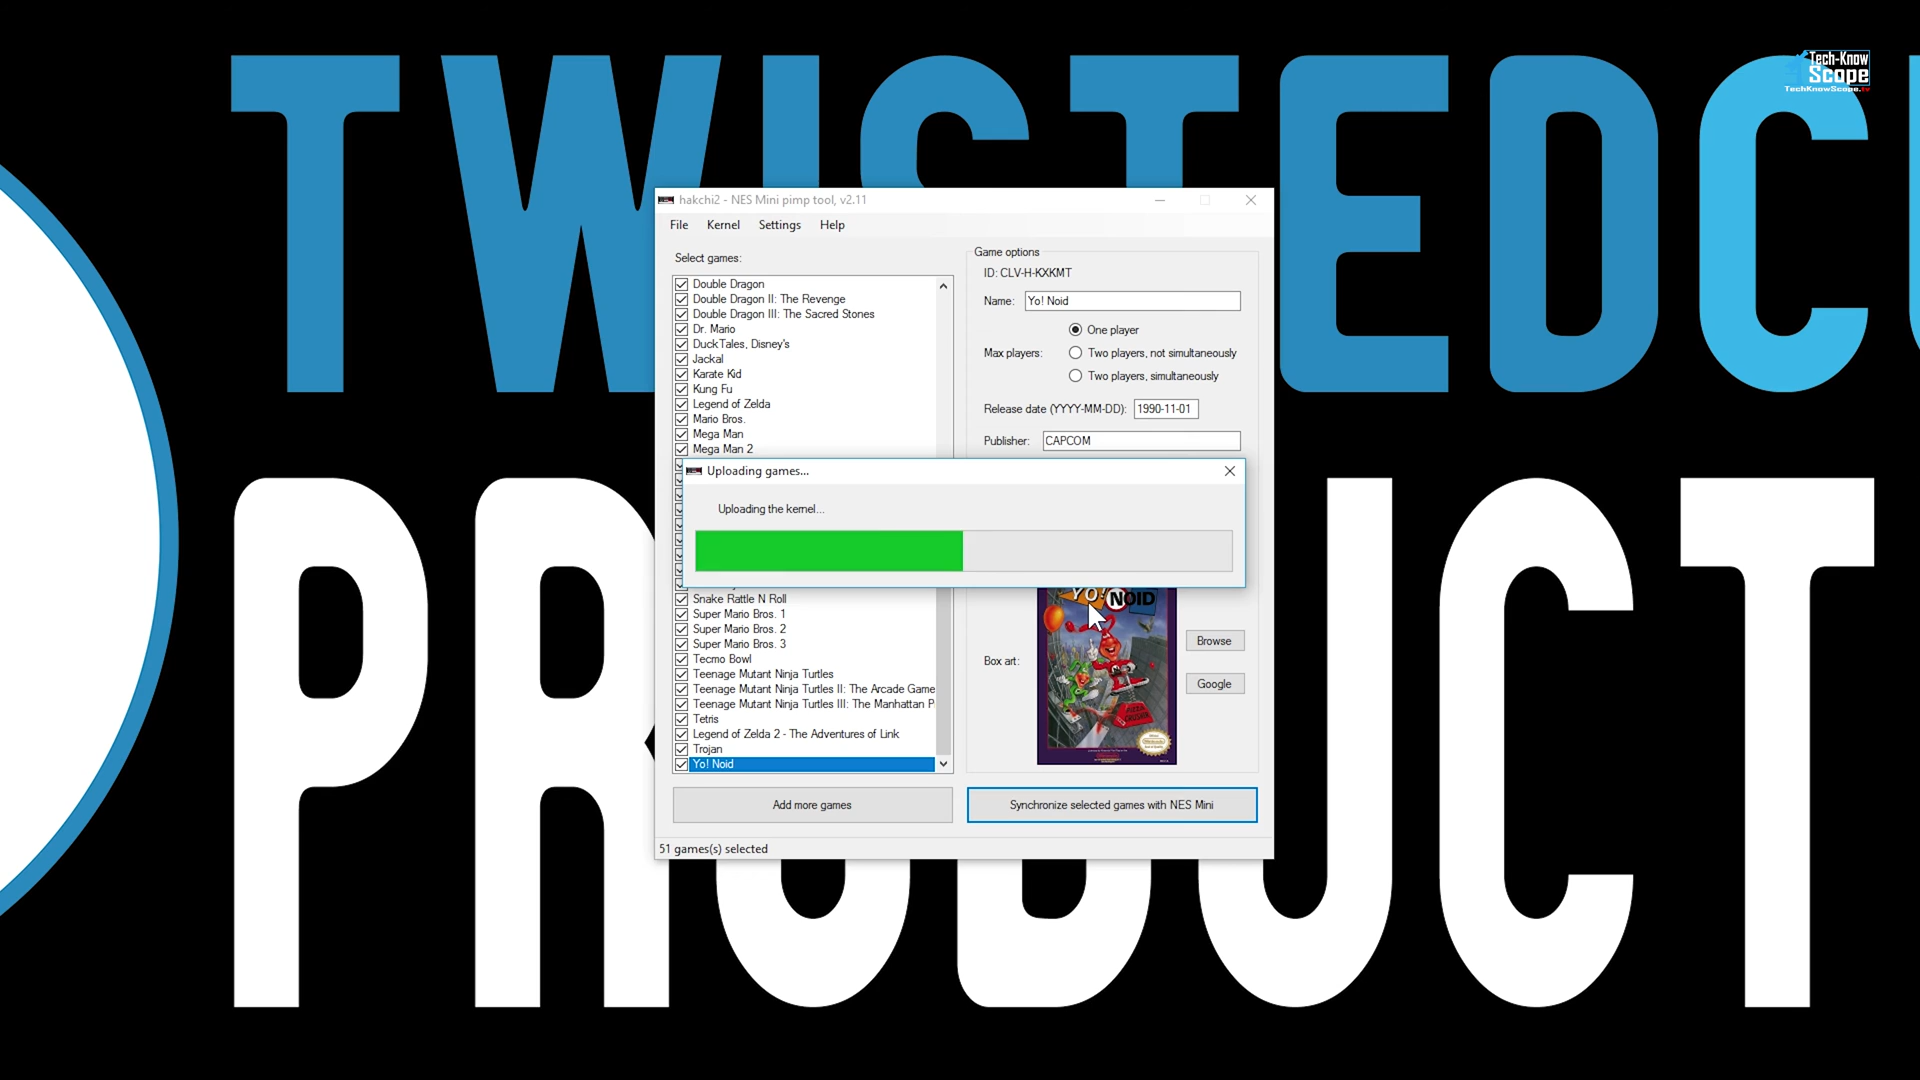 TWISTEDC
Tech-Know
Scope
TechKnowScope.tv
hakchi2 - NES Mini pimp tool, v2.11
File Kernel Settings Help
Select games:
Double Dragon
Double Dragon II: The Revenge
Double Dragon III: The Sacred Stones
Dr. Mario
DuckTales, Disney's
Jackal
Karate Kid
Kung Fu
Legend of Zelda
Mario Bros.
Mega Man
Mega Man 2
Snake Rattle N Roll
Super Mario Bros. 1
Super Mario Bros. 2
Super Mario Bros. 3
Tecmo Bowl
Teenage Mutant Ninja Turtles
Teenage Mutant Ninja Turtles II: The Arcade Game
Teenage Mutant Ninja Turtles III: The Manhattan P
Tetris
Legend of Zelda 2 - The Adventures of Link
Trojan
Yo! Noid
Add more games
51 games(s) selected
Game options
ID: CLV-H-KXKMT
Name: Yo! Noid
Max players:
One player
Two players, not simultaneously
Two players, simultaneously
Release date (YYYY-MM-DD): 1990-11-01
Publisher: CAPCOM
Uploading games...
Uploading the kernel...
Box art:
YO! NOID
Browse
Google
Synchronize selected games with NES Mini
PRODUCT